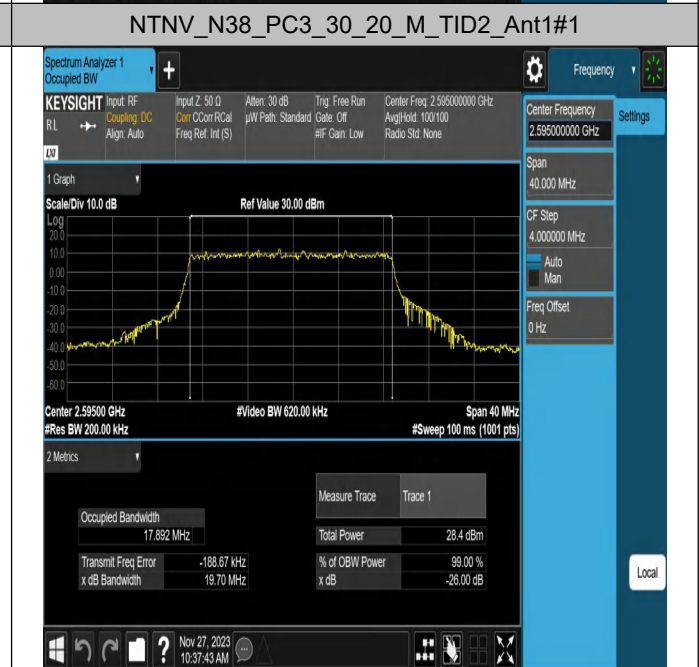 NTNV_N38_PC3_30_20_M_TID2_Ant1#1
Spectrum Analyzer 1
Occupied BW
+
Frequency
KEYSIGHT Input: RF Input Z: 50 Ω Atten: 30 dB Trig: Free Run Center Freq: 2.595000000 GHz
RL Coupling: DC Corr CCorr RCal µW Path: Standard Gate: Off Avg|Hold: 100/100
Align: Auto Freq Ref: Int (S) #IF Gain: Low Radio Std: None
LXI
Center Frequency
2.595000000 GHz
Settings
Span
40.000 MHz
CF Step
4.000000 MHz
Auto
Man
Freq Offset
0 Hz
1 Graph
Scale/Div 10.0 dB Ref Value 30.00 dBm
Log
20.0
10.0
0.00
-10.0
-20.0
-30.0
-40.0
-50.0
-60.0
Center 2.59500 GHz #Video BW 620.00 kHz Span 40 MHz
#Res BW 200.00 kHz #Sweep 100 ms (1001 pts)
2 Metrics
Measure Trace Trace 1
Occupied Bandwidth
17.892 MHz Total Power 28.4 dBm
Transmit Freq Error -188.67 kHz % of OBW Power 99.00 %
x dB Bandwidth 19.70 MHz x dB -26.00 dB
Local
? Nov 27, 2023
10:37:43 AM